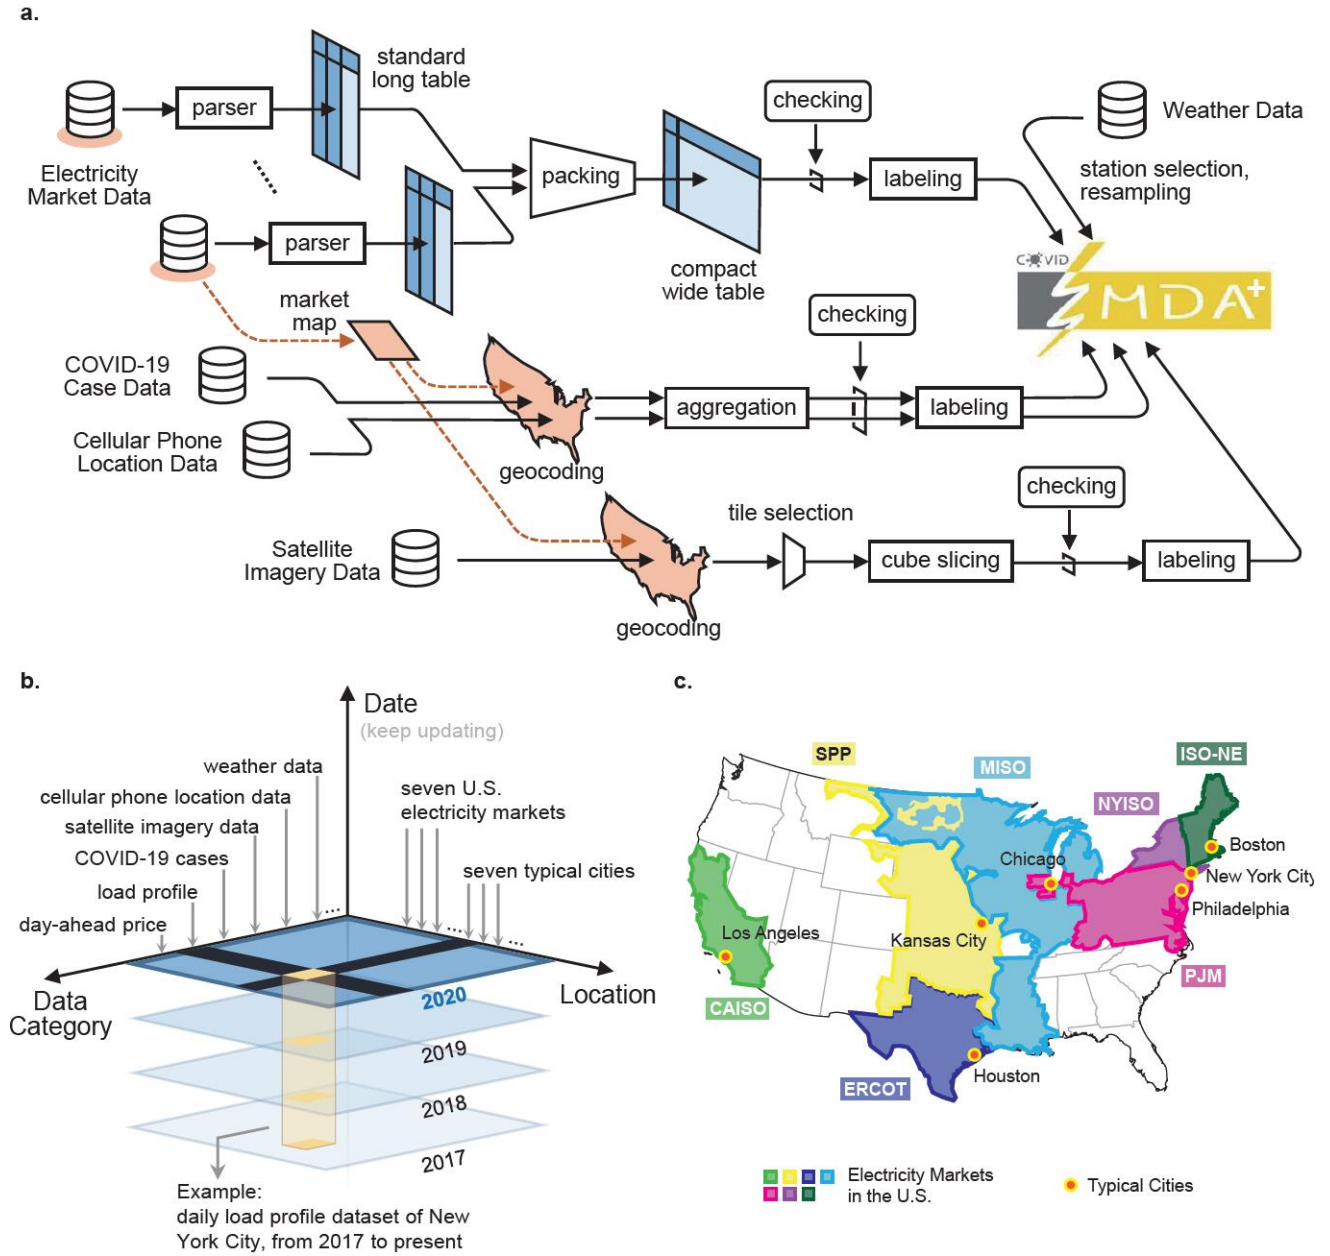 a.
standard
long table
parser
Electricity
Market Data
checking
Weather Data
packing
labeling
station selection,
resampling
parser
compact
wide table
market
map
COVID
EMDA+
checking
COVID-19
Case Data
aggregation
labeling
Cellular Phone
Location Data
geocoding
checking
tile selection
Satellite
Imagery Data
cube slicing
labeling
geocoding
b.
Date
(keep updating)
weather data
cellular phone location data
satellite imagery data
COVID-19 cases
load profile
day-ahead price
seven U.S.
electricity markets
seven typical cities
...
...
...
Data
Category
Location
2020
2019
2018
2017
Example:
daily load profile dataset of New
York City, from 2017 to present
c.
SPP
MISO
ISO-NE
NYISO
Boston
Chicago
New York City
Philadelphia
Los Angeles
Kansas City
PJM
CAISO
Houston
ERCOT
Electricity Markets
in the U.S.
Typical Cities